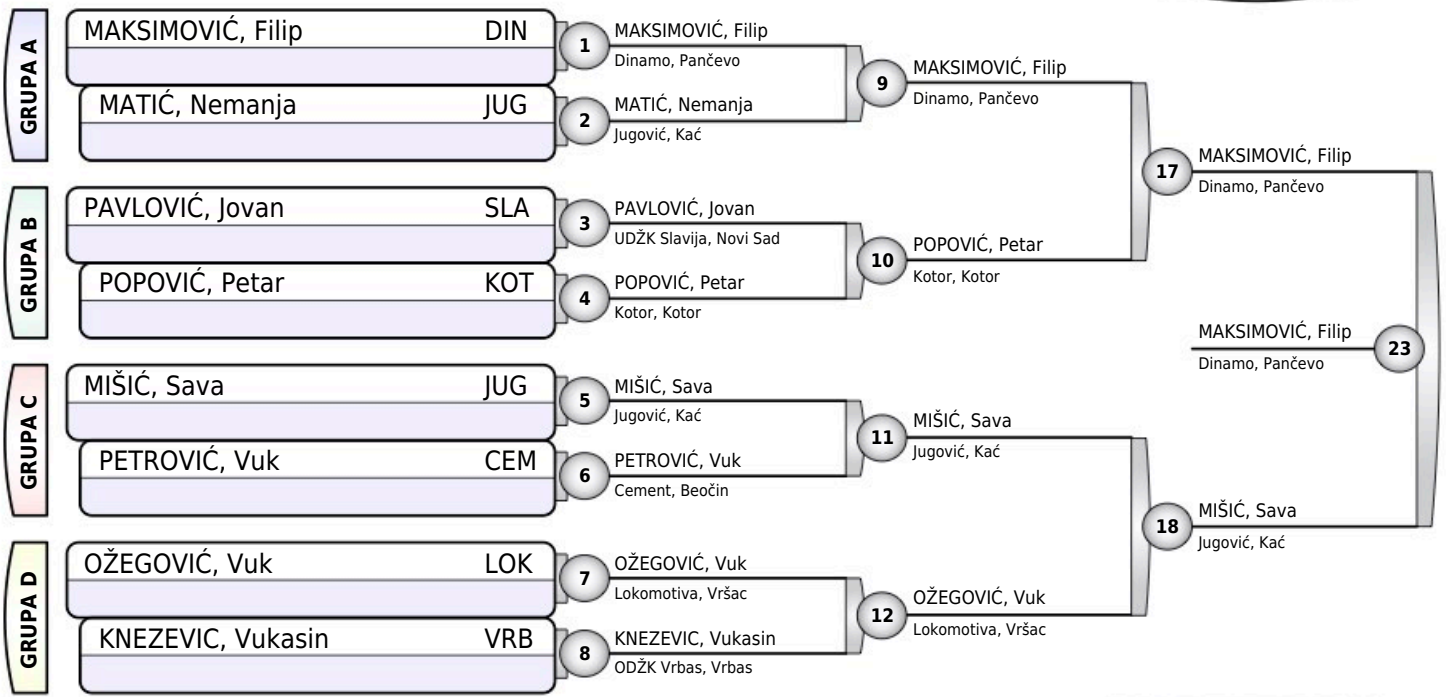 GRUPA A
MAKSIMOVIĆ, Filip DIN
MATIĆ, Nemanja JUG
1
MAKSIMOVIĆ, Filip
Dinamo, Pančevo
2
MATIĆ, Nemanja
Jugović, Kać
9
MAKSIMOVIĆ, Filip
Dinamo, Pančevo
GRUPA B
PAVLOVIĆ, Jovan SLA
POPOVIĆ, Petar KOT
3
PAVLOVIĆ, Jovan
UDŽK Slavija, Novi Sad
4
POPOVIĆ, Petar
Kotor, Kotor
10
POPOVIĆ, Petar
Kotor, Kotor
17
MAKSIMOVIĆ, Filip
Dinamo, Pančevo
GRUPA C
MIŠIĆ, Sava JUG
PETROVIĆ, Vuk CEM
5
MIŠIĆ, Sava
Jugović, Kać
6
PETROVIĆ, Vuk
Cement, Beočin
11
MIŠIĆ, Sava
Jugović, Kać
GRUPA D
OŽEGOVIĆ, Vuk LOK
KNEZEVIC, Vukasin VRB
7
OŽEGOVIĆ, Vuk
Lokomotiva, Vršac
8
KNEZEVIC, Vukasin
ODŽK Vrbas, Vrbas
12
OŽEGOVIĆ, Vuk
Lokomotiva, Vršac
18
MIŠIĆ, Sava
Jugović, Kać
MAKSIMOVIĆ, Filip
Dinamo, Pančevo
23